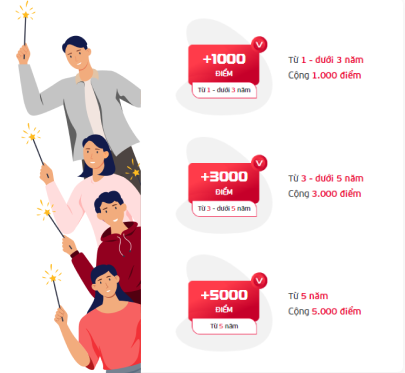 +1000
ĐIỂM
Từ 1 - dưới 3 năm
Từ 1 - dưới 3 năm
Cộng 1.000 điểm
+3000
ĐIỂM
Từ 3 - dưới 5 năm
Từ 3 - dưới 5 năm
Cộng 3.000 điểm
+5000
ĐIỂM
Từ 5 năm
Từ 5 năm
Cộng 5.000 điểm